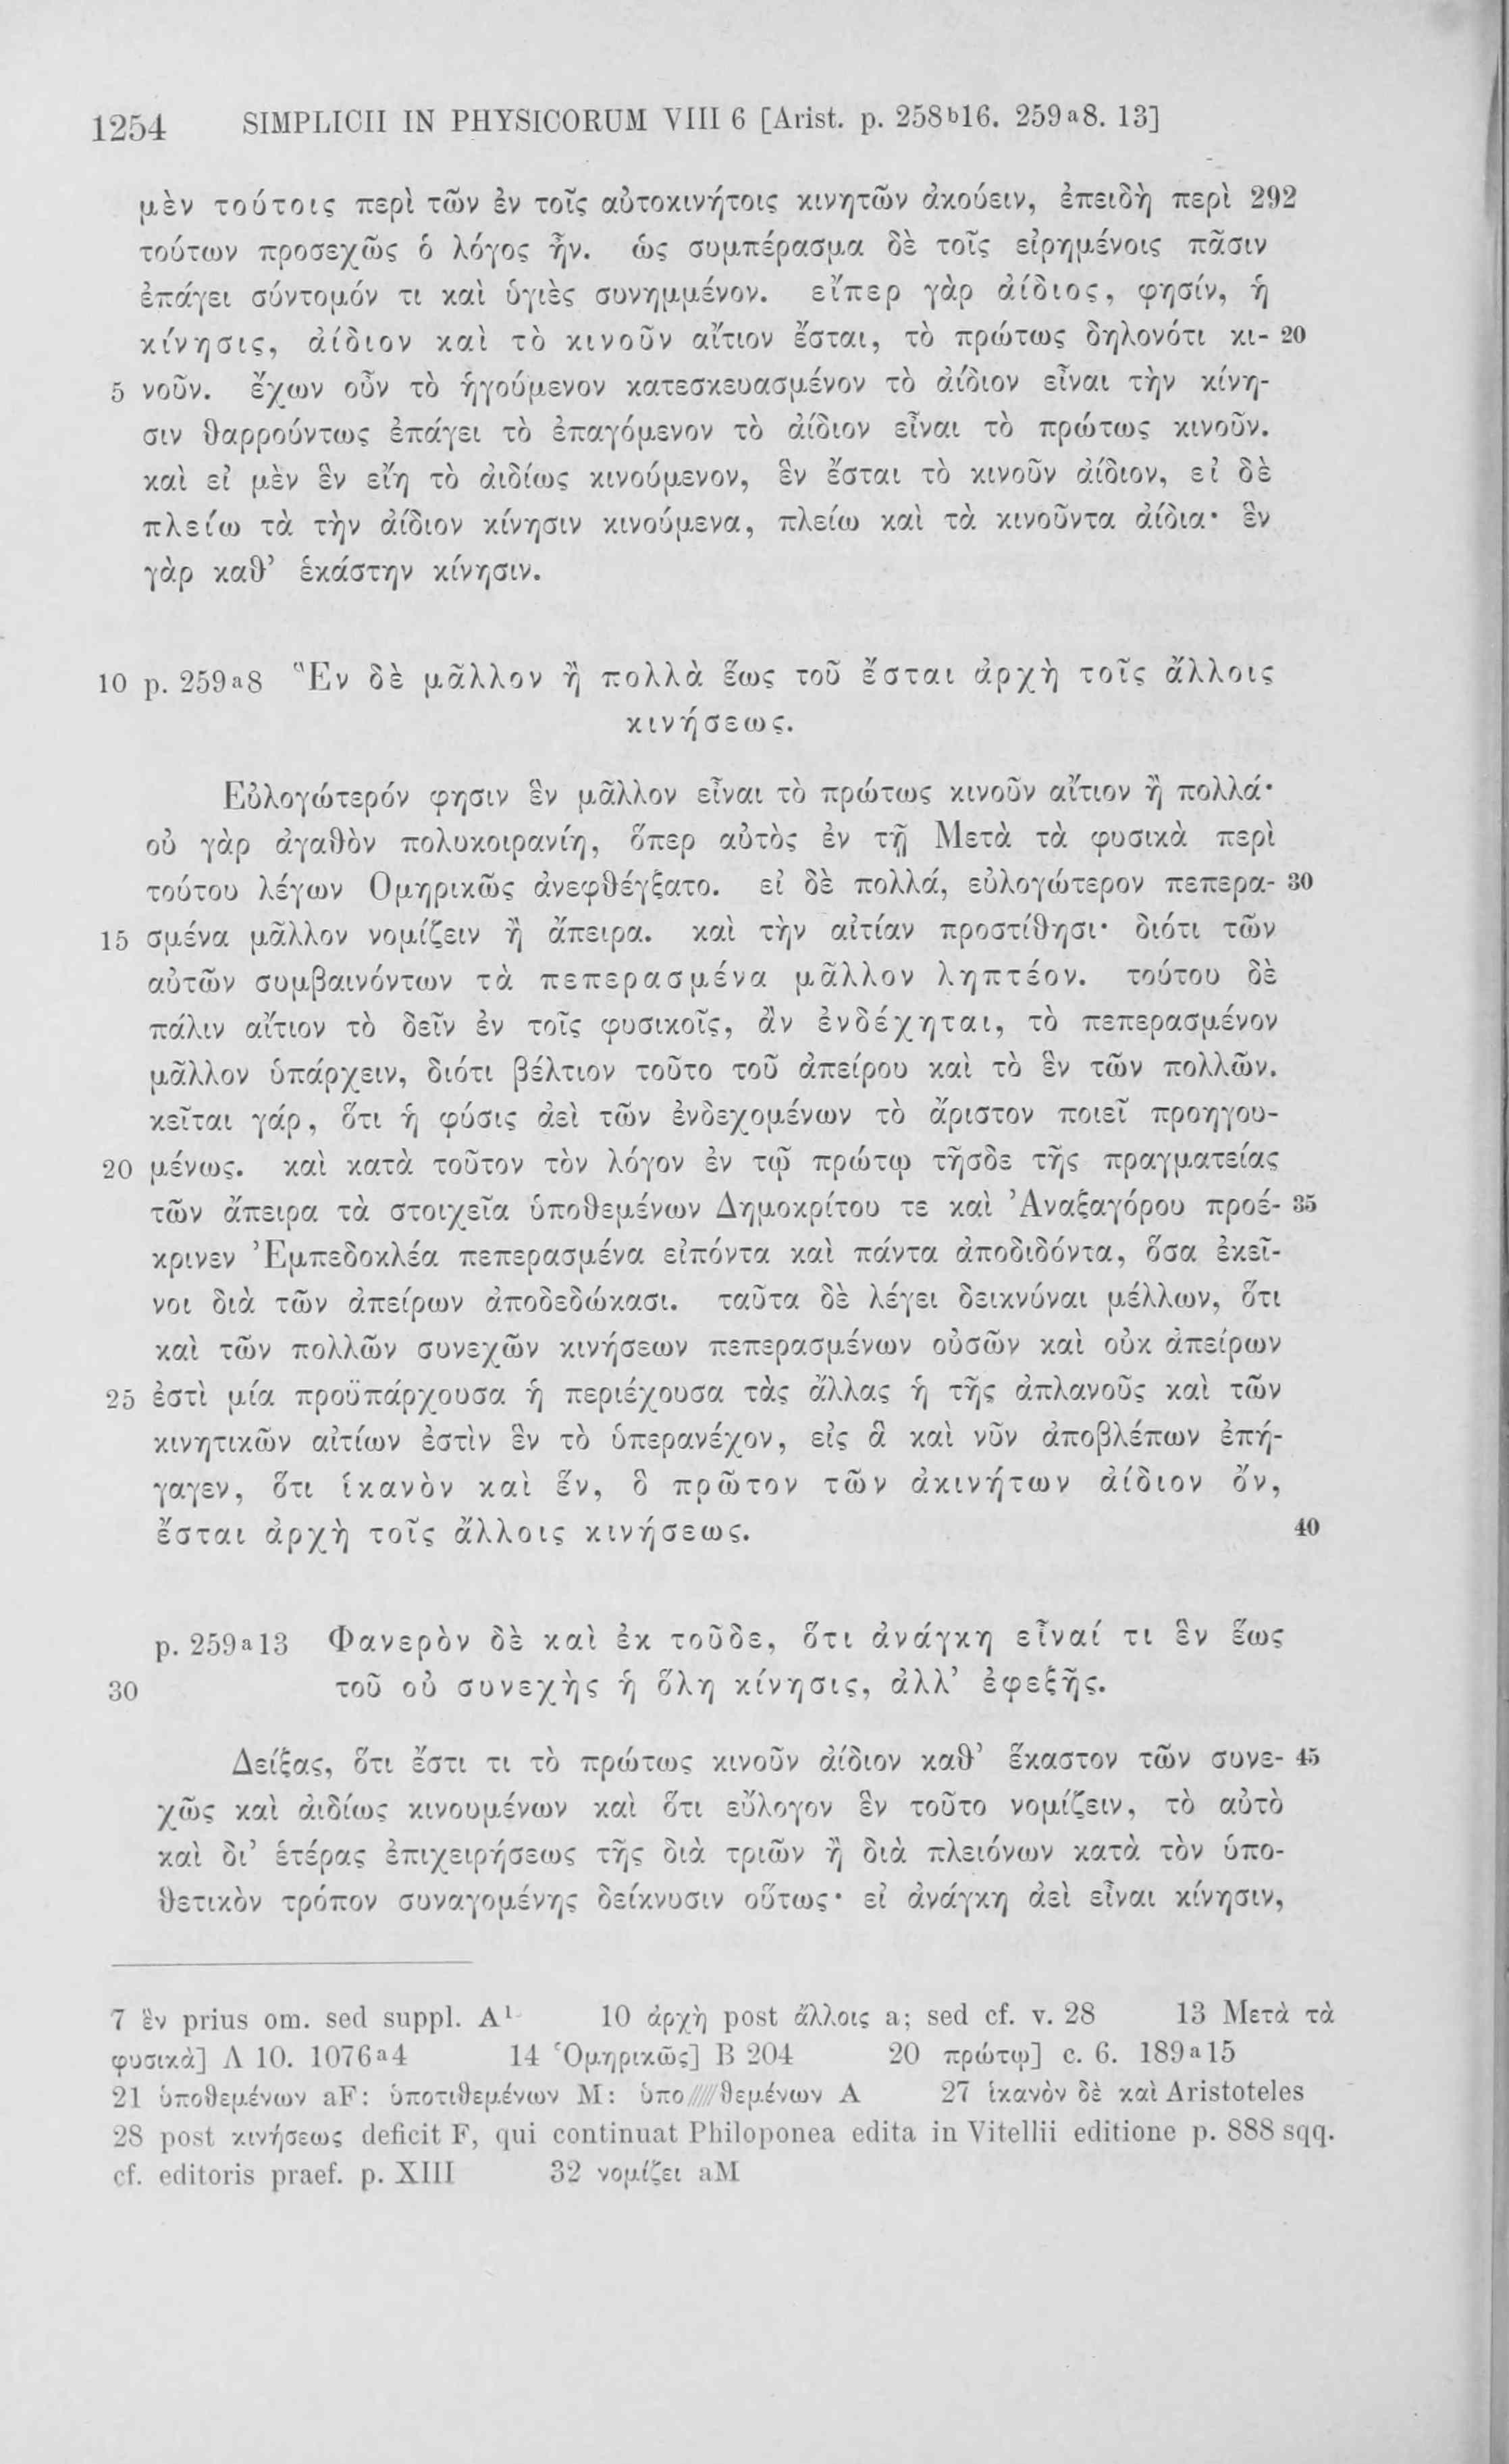 1254 SIMPLICII IN PHYSICORUM VIII 6 [Arist. p. 258b16. 259a8. 13]
μὲν τούτοις περὶ τῶν ἐν τοῖς αὐτοκινήτοις κινητῶν ἀκούειν, ἐπειδὴ περὶ 292
τούτων προσεχῶς ὁ λόγος ἦν. ὡς συμπέρασμα δὲ τοῖς εἰρημένοις πᾶσιν
ἐπάγει σύντομόν τι καὶ ὑγιὲς συνημμένον. εἴπερ γὰρ ἀίδιος, φησίν, ἡ
κίνησις, ἀίδιον καὶ τὸ κινοῦν αἴτιον ἔσται, τὸ πρώτως δηλονότι κι- 20
5 νοῦν. ἔχων οὖν τὸ ἡγούμενον κατεσκευασμένον τὸ ἀίδιον εἶναι τὴν κίνη-
σιν θαρρούντως ἐπάγει τὸ ἐπαγόμενον τὸ ἀίδιον εἶναι τὸ πρώτως κινοῦν.
καὶ εἰ μὲν ἓν εἴη τὸ ἀιδίως κινούμενον, ἓν ἔσται τὸ κινοῦν ἀίδιον, εἰ δὲ
πλείω τὰ τὴν ἀίδιον κίνησιν κινούμενα, πλείω καὶ τὰ κινοῦντα ἀίδια· ἓν
γὰρ καθ’ ἑκάστην κίνησιν.
10 p. 259a8 Ἓν δὲ μᾶλλον ἢ πολλὰ ἕως τοῦ ἔσται ἀρχὴ τοῖς ἄλλοις
κινήσεως.
Εὐλογώτερόν φησιν ἓν μᾶλλον εἶναι τὸ πρώτως κινοῦν αἴτιον ἢ πολλά·
οὐ γὰρ ἀγαθὸν πολυκοιρανίη, ὅπερ αὐτὸς ἐν τῇ Μετὰ τὰ φυσικὰ περὶ
τούτου λέγων Ὁμηρικῶς ἀνεφθέγξατο. εἰ δὲ πολλά, εὐλογώτερον πεπερα- 30
15 σμένα μᾶλλον νομίζειν ἢ ἄπειρα. καὶ τὴν αἰτίαν προστίθησι· διότι τῶν
αὐτῶν συμβαινόντων τὰ πεπερασμένα μᾶλλον ληπτέον. τούτου δὲ
πάλιν αἴτιον τὸ δεῖν ἐν τοῖς φυσικοῖς, ἂν ἐνδέχηται, τὸ πεπερασμένον
μᾶλλον ὑπάρχειν, διότι βέλτιον τοῦτο τοῦ ἀπείρου καὶ τὸ ἓν τῶν πολλῶν.
κεῖται γάρ, ὅτι ἡ φύσις ἀεὶ τῶν ἐνδεχομένων τὸ ἄριστον ποιεῖ προηγου-
20 μένως. καὶ κατὰ τοῦτον τὸν λόγον ἐν τῷ πρώτῳ τῆσδε τῆς πραγματείας
τῶν ἄπειρα τὰ στοιχεῖα ὑποθεμένων Δημοκρίτου τε καὶ Ἀναξαγόρου προέ- 35
κρινεν Ἐμπεδοκλέα πεπερασμένα εἰπόντα καὶ πάντα ἀποδιδόντα, ὅσα ἐκεῖ-
νοι διὰ τῶν ἀπείρων ἀποδεδώκασι. ταῦτα δὲ λέγει δεικνύναι μέλλων, ὅτι
καὶ τῶν πολλῶν συνεχῶν κινήσεων πεπερασμένων οὐσῶν καὶ οὐκ ἀπείρων
25 ἐστὶ μία προϋπάρχουσα ἡ περιέχουσα τὰς ἄλλας ἡ τῆς ἀπλανοῦς καὶ τῶν
κινητικῶν αἰτίων ἐστὶν ἓν τὸ ὑπερανέχον, εἰς ἃ καὶ νῦν ἀποβλέπων ἐπή-
γαγεν, ὅτι ἱκανὸν καὶ ἕν, ὃ πρῶτον τῶν ἀκινήτων ἀίδιον ὄν,
ἔσται ἀρχὴ τοῖς ἄλλοις κινήσεως. 40
p. 259a13 Φανερὸν δὲ καὶ ἐκ τοῦδε, ὅτι ἀνάγκη εἶναί τι ἓν ἕως
30 τοῦ οὐ συνεχὴς ἡ ὅλη κίνησις, ἀλλ’ ἐφεξῆς.
Δείξας, ὅτι ἔστι τι τὸ πρώτως κινοῦν ἀίδιον καθ’ ἕκαστον τῶν συνε- 45
χῶς καὶ ἀιδίως κινουμένων καὶ ὅτι εὔλογον ἓν τοῦτο νομίζειν, τὸ αὐτὸ
καὶ δι’ ἑτέρας ἐπιχειρήσεως τῆς διὰ τριῶν ἢ διὰ πλειόνων κατὰ τὸν ὑπο-
θετικὸν τρόπον συναγομένης δείκνυσιν οὕτως· εἰ ἀνάγκη ἀεὶ εἶναι κίνησιν,
7 ἓν prius om. sed suppl. A1 10 ἀρχὴ post ἄλλοις a; sed cf. v. 28 13 Μετὰ τὰ
φυσικὰ] Λ 10. 1076a4 14 Ὁμηρικῶς] B 204 20 πρώτῳ] c. 6. 189a15
21 ὑποθεμένων aF: ὑποτιθεμένων M: ὑπο/////θεμένων A 27 ἱκανὸν δὲ καὶ Aristoteles
28 post κινήσεως deficit F, qui continuat Philoponea edita in Vitellii editione p. 888 sqq.
cf. editoris praef. p. XIII 32 νομίζει aM